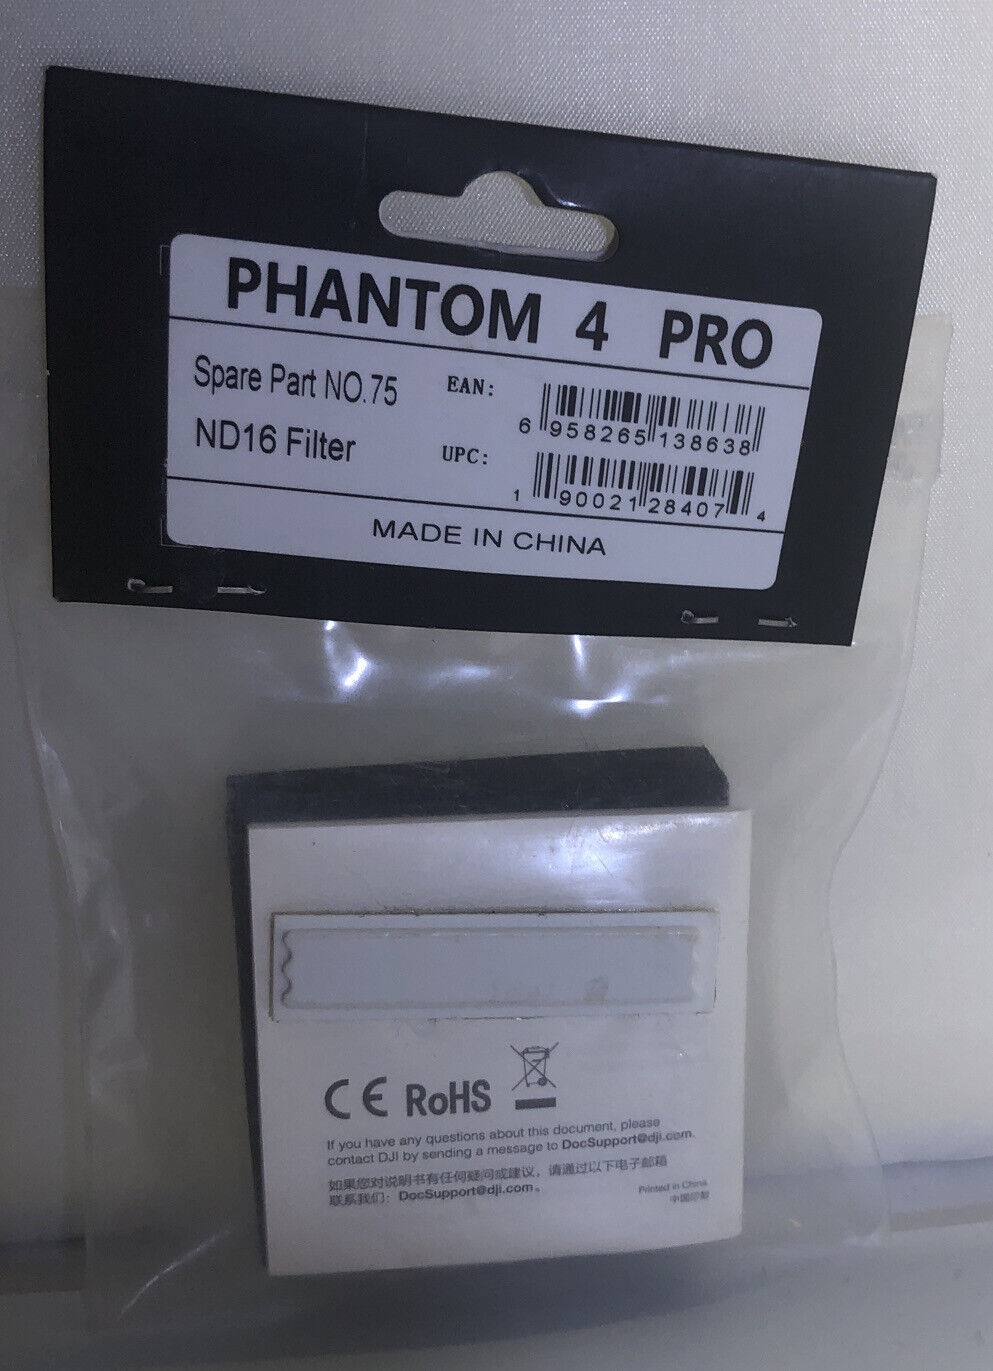 PHANTOM 4 PRO
Spare Part NO.75
EAN:
6 958265 138638
ND16 Filter
UPC:
1 90021 28407 4
MADE IN CHINA
CE RoHS
If you have any questions about this document, please
contact DJI by sending a message to DocSupport@dji.com.
如果您对说明书有任何疑问或建议，请通过以下电子邮箱
联系我们：DocSupport@dji.com。
Printed in China
中国印制